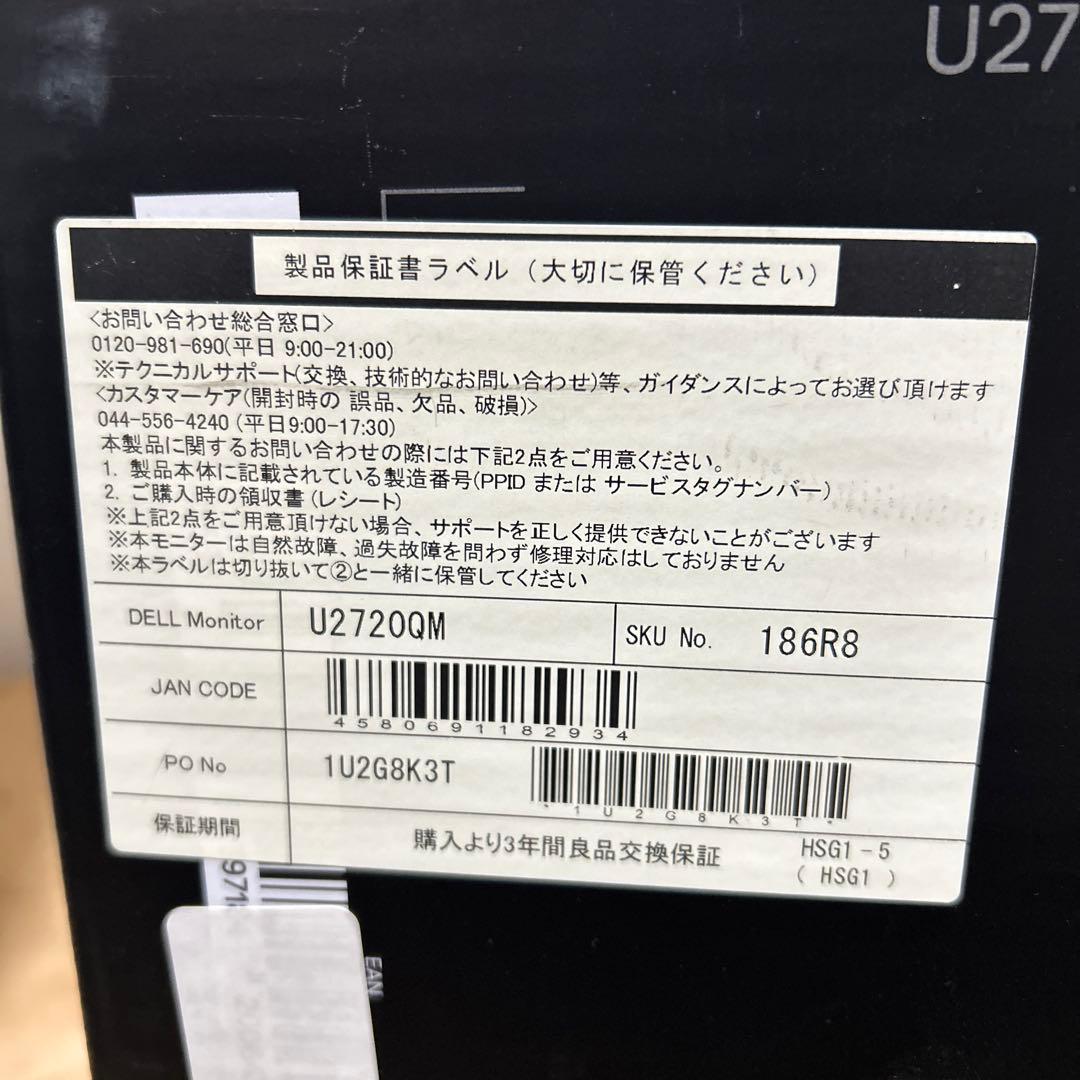 U27
製品保証書ラベル（大切に保管ください）
<お問い合わせ総合窓口>
0120-981-690(平日 9:00-21:00)
※テクニカルサポート(交換、技術的なお問い合わせ)等、ガイダンスによってお選び頂けます
<カスタマーケア(開封時の 誤品、欠品、破損)>
044-556-4240 (平日9:00-17:30)
本製品に関するお問い合わせの際には下記2点をご用意ください。
1. 製品本体に記載されている製造番号(PPID または サービスタグナンバー)
2. ご購入時の領収書 (レシート)
※上記2点をご用意頂けない場合、サポートを正しく提供できないことがございます
※本モニターは自然故障、過失故障を問わず修理対応はしておりません
※本ラベルは切り抜いて②と一緒に保管してください
DELL Monitor U2720QM SKU No. 186R8
JAN CODE
4580691182934
PO No 1U2G8K3T
*1U2G8K3T*
保証期間 購入より3年間良品交換保証 HSG1-5
( HSG1 )
EAN